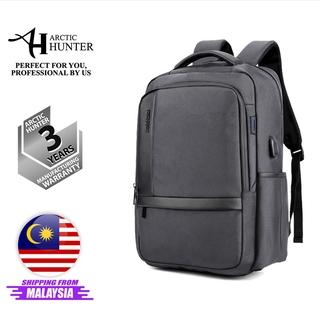 ARCTIC
HUNTER
PERFECT FOR YOU,
PROFESSIONAL BY US
ARCTIC
HUNTER
3
YEARS
MANUFACTURING
WARRANTY
SHIPPING FROM
MALAYSIA